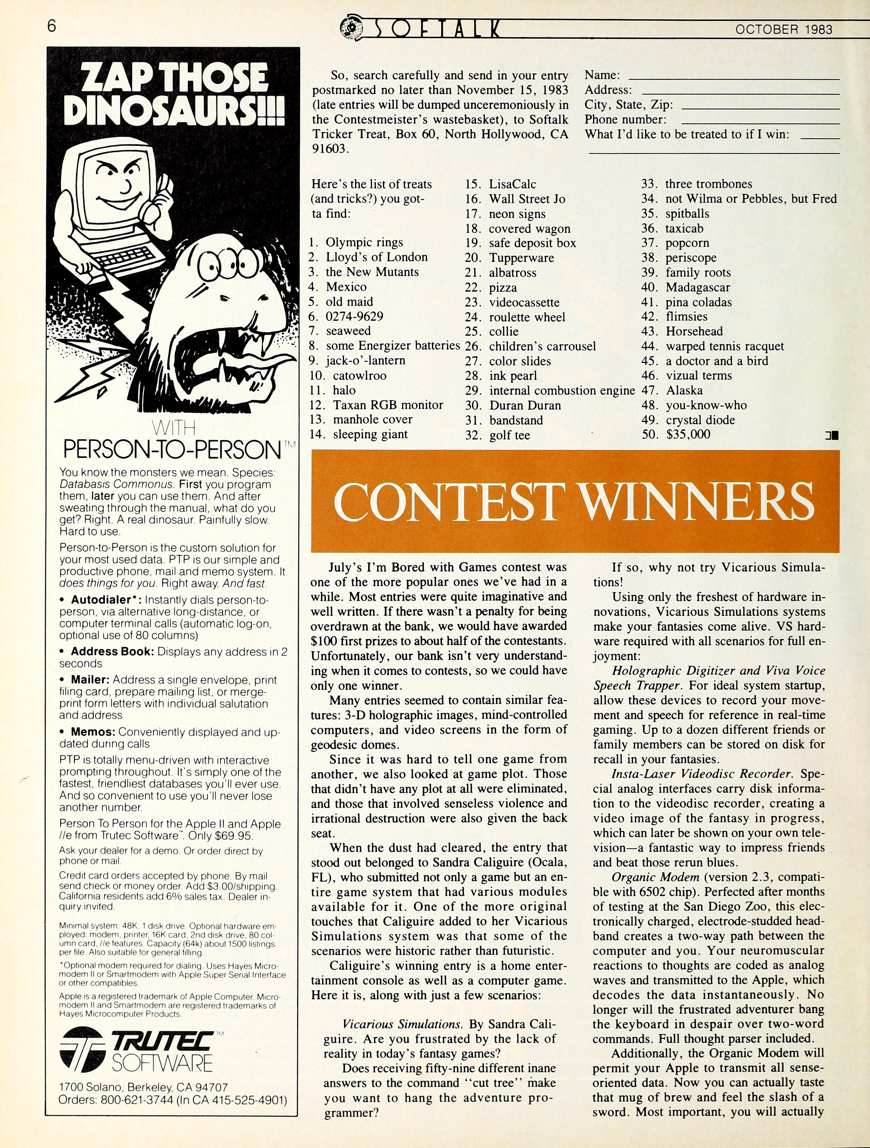 6
SOFTALK
OCTOBER 1983
ZAP THOSE
DINOSAURS!!!
WITH
PERSON-TO-PERSON™
You know the monsters we mean. Species:
Databasis Commonus. First you program
them, later you can use them. And after
sweating through the manual, what do you
get? Right. A real dinosaur. Painfully slow.
Hard to use.
Person-to-Person is the custom solution for
your most used data. PTP is our simple and
productive phone, mail and memo system. It
does things for you. Right away. And fast.
• Autodialer*: Instantly dials person-to-
person, via alternative long-distance, or
computer terminal calls (automatic log-on,
optional use of 80 columns)
• Address Book: Displays any address in 2
seconds
• Mailer: Address a single envelope, print
filing card, prepare mailing list, or merge-
print form letters with individual salutation
and address
• Memos: Conveniently displayed and up-
dated during calls
PTP is totally menu-driven with interactive
prompting throughout. It's simply one of the
fastest, friendliest databases you'll ever use.
And so convenient to use you'll never lose
another number.
Person To Person for the Apple II and Apple
//e from Trutec Software™. Only $69.95.
Ask your dealer for a demo. Or order direct by
phone or mail.
Credit card orders accepted by phone. By mail
send check or money order. Add $3.00/shipping.
California residents add 6% sales tax. Dealer in-
quiry invited.
Minimal system: 48K, 1 disk drive. Optional hardware em-
ployed: modem, printer, 16K card, 2nd disk drive, 80 col-
umn card, //e features. Capacity (64k) about 1500 listings
per file. Also suitable for general filing.
*Optional modem required for dialing. Uses Hayes Micro-
modem II or Smartmodem with Apple Super Serial Interface
or other compatibles.
Apple is a registered trademark of Apple Computer. Micro-
modem II and Smartmodem are registered trademarks of
Hayes Microcomputer Products.
TRUTEC™
SOFTWARE
1700 Solano, Berkeley, CA 94707
Orders: 800-621-3744 (In CA 415-525-4901)
So, search carefully and send in your entry
postmarked no later than November 15, 1983
(late entries will be dumped unceremoniously in
the Contestmeister's wastebasket), to Softalk
Tricker Treat, Box 60, North Hollywood, CA
91603.
Name:
Address:
City, State, Zip:
Phone number:
What I'd like to be treated to if I win:
Here's the list of treats
(and tricks?) you got-
ta find:
1. Olympic rings
2. Lloyd's of London
3. the New Mutants
4. Mexico
5. old maid
6. 0274-9629
7. seaweed
8. some Energizer batteries
9. jack-o'-lantern
10. catowlroo
11. halo
12. Taxan RGB monitor
13. manhole cover
14. sleeping giant
15. LisaCalc
16. Wall Street Jo
17. neon signs
18. covered wagon
19. safe deposit box
20. Tupperware
21. albatross
22. pizza
23. videocassette
24. roulette wheel
25. collie
26. children's carrousel
27. color slides
28. ink pearl
29. internal combustion engine
30. Duran Duran
31. bandstand
32. golf tee
33. three trombones
34. not Wilma or Pebbles, but Fred
35. spitballs
36. taxicab
37. popcorn
38. periscope
39. family roots
40. Madagascar
41. pina coladas
42. flimsies
43. Horsehead
44. warped tennis racquet
45. a doctor and a bird
46. vizual terms
47. Alaska
48. you-know-who
49. crystal diode
50. $35,000
CONTEST WINNERS
July's I'm Bored with Games contest was
one of the more popular ones we've had in a
while. Most entries were quite imaginative and
well written. If there wasn't a penalty for being
overdrawn at the bank, we would have awarded
$100 first prizes to about half of the contestants.
Unfortunately, our bank isn't very understand-
ing when it comes to contests, so we could have
only one winner.
Many entries seemed to contain similar fea-
tures: 3-D holographic images, mind-controlled
computers, and video screens in the form of
geodesic domes.
Since it was hard to tell one game from
another, we also looked at game plot. Those
that didn't have any plot at all were eliminated,
and those that involved senseless violence and
irrational destruction were also given the back
seat.
When the dust had cleared, the entry that
stood out belonged to Sandra Caliguire (Ocala,
FL), who submitted not only a game but an en-
tire game system that had various modules
available for it. One of the more original
touches that Caliguire added to her Vicarious
Simulations system was that some of the
scenarios were historic rather than futuristic.
Caliguire's winning entry is a home enter-
tainment console as well as a computer game.
Here it is, along with just a few scenarios:
Vicarious Simulations. By Sandra Cali-
guire. Are you frustrated by the lack of
reality in today's fantasy games?
Does receiving fifty-nine different inane
answers to the command "cut tree" make
you want to hang the adventure pro-
grammer?
If so, why not try Vicarious Simula-
tions!
Using only the freshest of hardware in-
novations, Vicarious Simulations systems
make your fantasies come alive. VS hard-
ware required with all scenarios for full en-
joyment:
Holographic Digitizer and Viva Voice
Speech Trapper. For ideal system startup,
allow these devices to record your move-
ment and speech for reference in real-time
gaming. Up to a dozen different friends or
family members can be stored on disk for
recall in your fantasies.
Insta-Laser Videodisc Recorder. Spe-
cial analog interfaces carry disk informa-
tion to the videodisc recorder, creating a
video image of the fantasy in progress,
which can later be shown on your own tele-
vision—a fantastic way to impress friends
and beat those rerun blues.
Organic Modem (version 2.3, compati-
ble with 6502 chip). Perfected after months
of testing at the San Diego Zoo, this elec-
tronically charged, electrode-studded head-
band creates a two-way path between the
computer and you. Your neuromuscular
reactions to thoughts are coded as analog
waves and transmitted to the Apple, which
decodes the data instantaneously. No
longer will the frustrated adventurer bang
the keyboard in despair over two-word
commands. Full thought parser included.
Additionally, the Organic Modem will
permit your Apple to transmit all sense-
oriented data. Now you can actually taste
that mug of brew and feel the slash of a
sword. Most important, you will actually